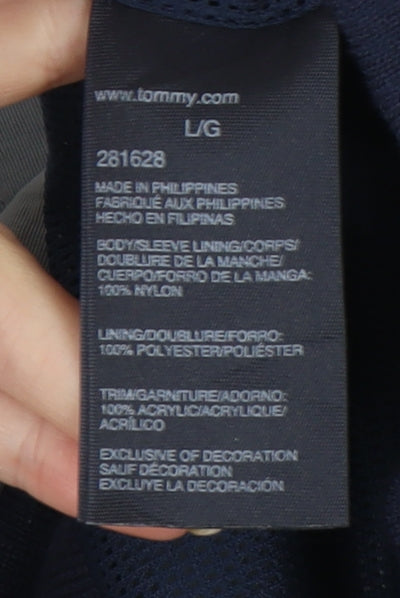 www.tommy.com
L/G
281628
MADE IN PHILIPPINES
FABRIQUÉ AUX PHILIPPINES
HECHO EN FILIPINAS
BODY/SLEEVE LINING/CORPS/
DOUBLURE DE LA MANCHE/
CUERPO/FORRO DE LA MANGA:
100% NYLON
LINING/DOUBLURE/FORRO:
100% POLYESTER/POLIÉSTER
TRIM/GARNITURE/ADORNO:
100% ACRYLIC/ACRYLIQUE/
ACRÍLICO
EXCLUSIVE OF DECORATION
SAUF DÉCORATION
EXCLUYE LA DECORACIÓN